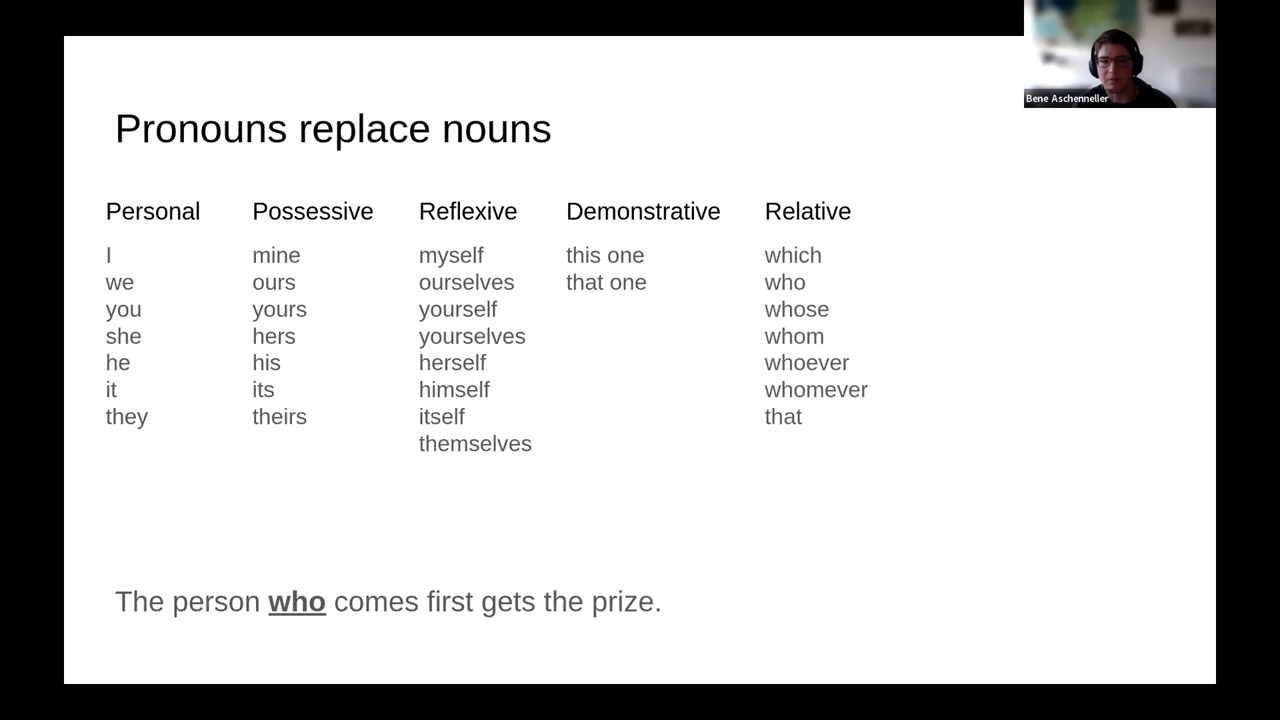 Bene Aschenneller
Pronouns replace nouns
Personal
I
we
you
she
he
it
they
Possessive
mine
ours
yours
hers
his
its
theirs
Reflexive
myself
ourselves
yourself
yourselves
herself
himself
itself
themselves
Demonstrative
this one
that one
Relative
which
who
whose
whom
whoever
whomever
that
The person who comes first gets the prize.